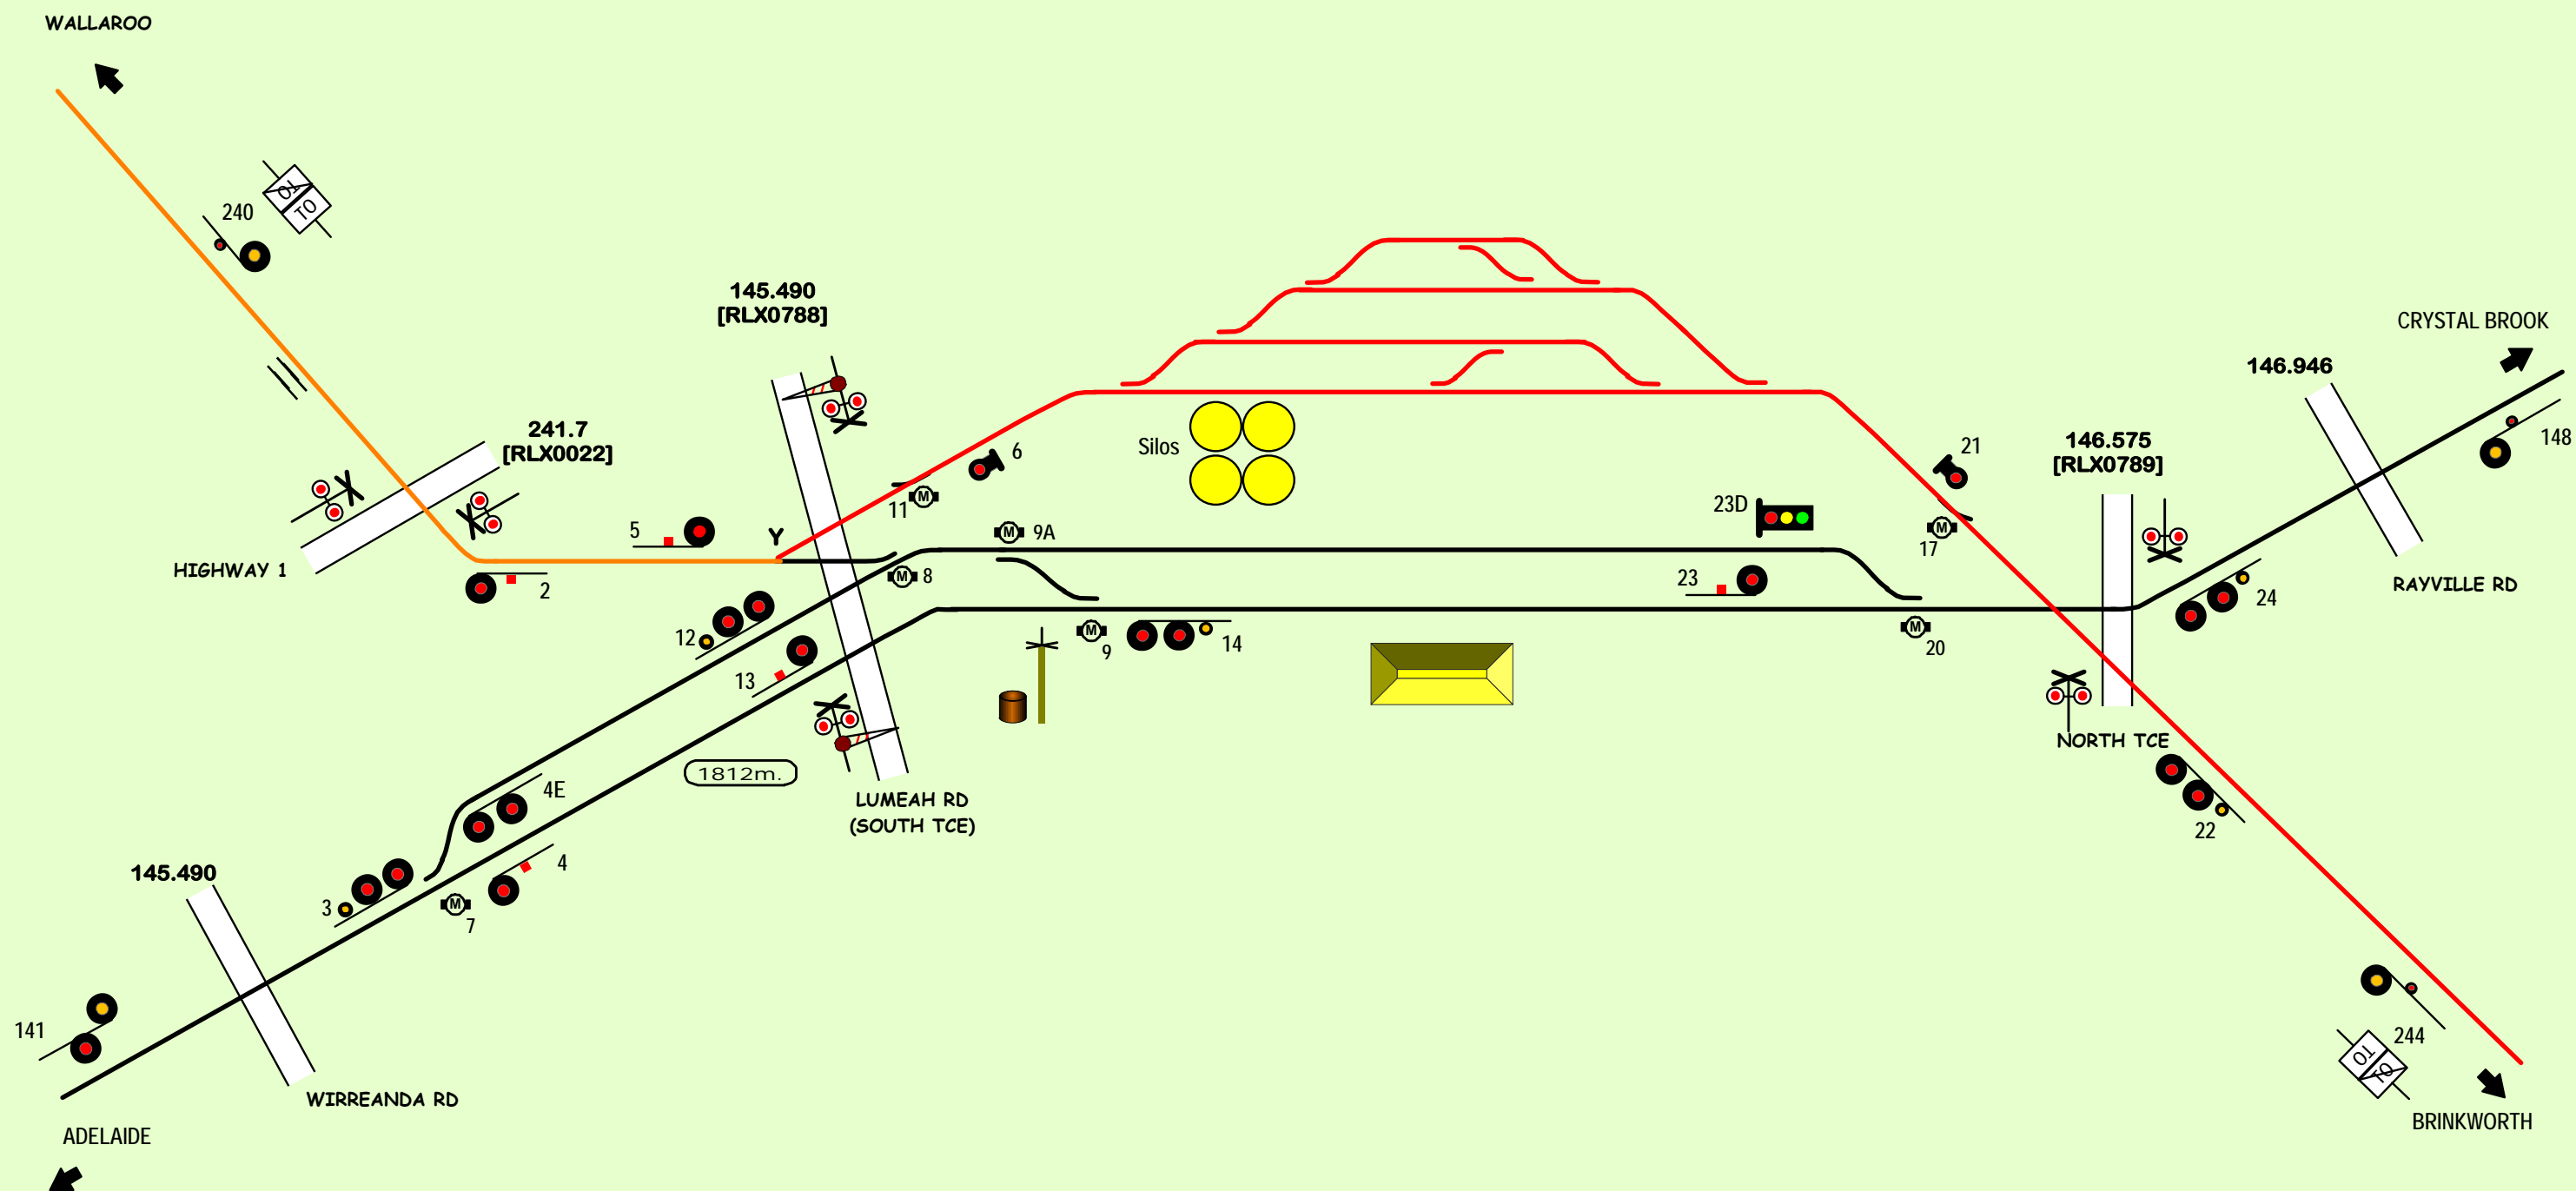 WALLAROO
240
OT
TO
145.490
[RLX0788]
CRYSTAL BROOK
146.946
148
241.7
[RLX0022]
Silos
6
11
M
21
146.575
[RLX0789]
5
Y
M
9A
23D
M
17
HIGHWAY 1
2
M
8
23
RAYVILLE RD
24
12
13
M
9
14
M
20
NORTH TCE
1812m.
4E
LUMEAH RD
(SOUTH TCE)
22
145.490
3
4
M
7
141
244
TO
OT
WIRREANDA RD
ADELAIDE
BRINKWORTH